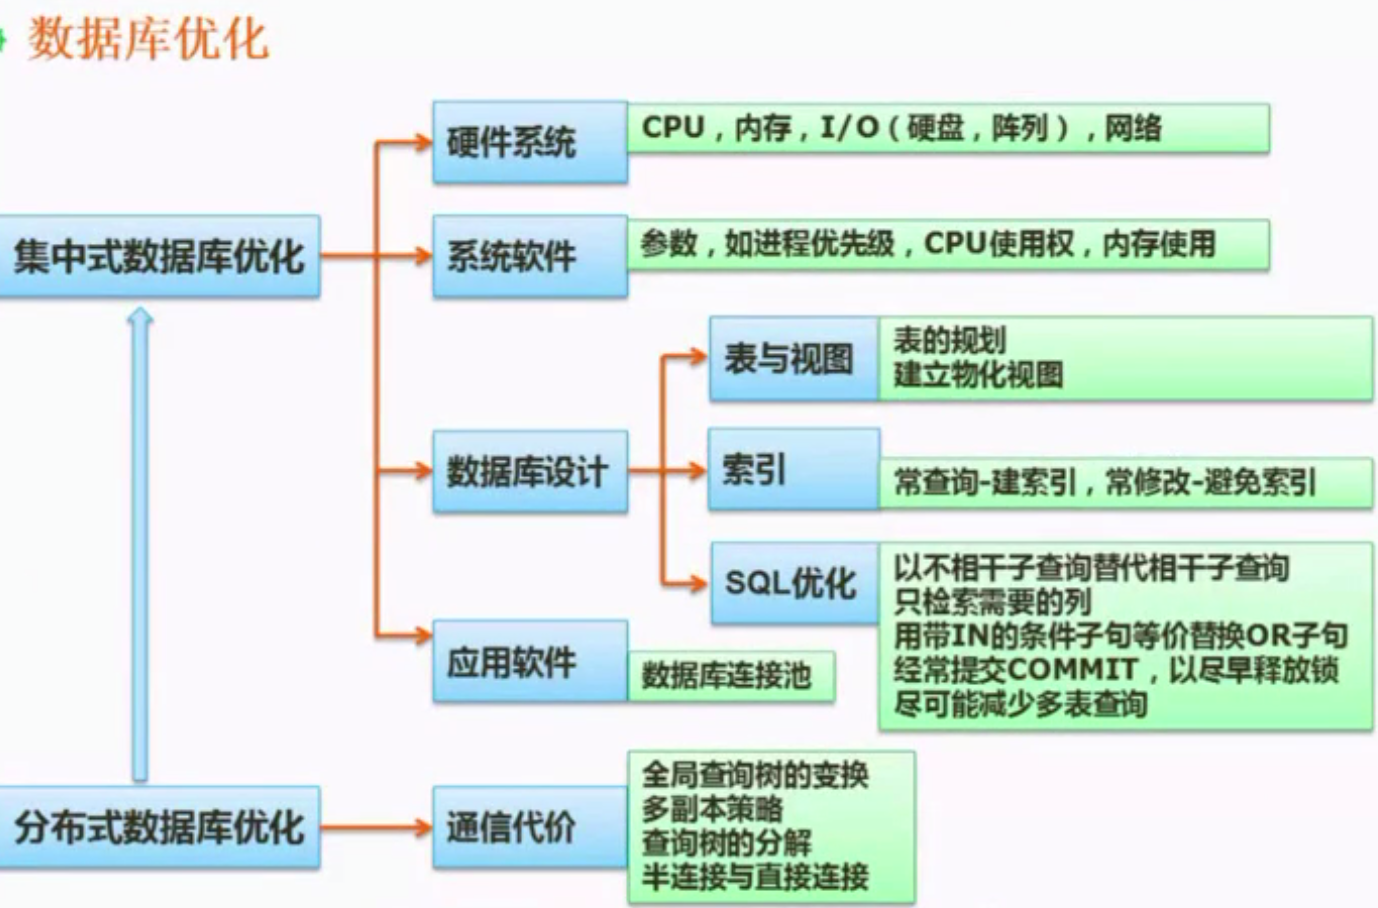 数据库优化
集中式数据库优化
硬件系统
CPU，内存，I/O（硬盘，阵列），网络
系统软件
参数，如进程优先级，CPU使用权，内存使用
数据库设计
表与视图
表的规划
建立物化视图
索引
常查询-建索引，常修改-避免索引
SQL优化
以不相干子查询替代相干子查询
只检索需要的列
用带IN的条件子句等价替换OR子句
经常提交COMMIT，以尽早释放锁
尽可能减少多表查询
应用软件
数据库连接池
分布式数据库优化
通信代价
全局查询树的变换
多副本策略
查询树的分解
半连接与直接连接